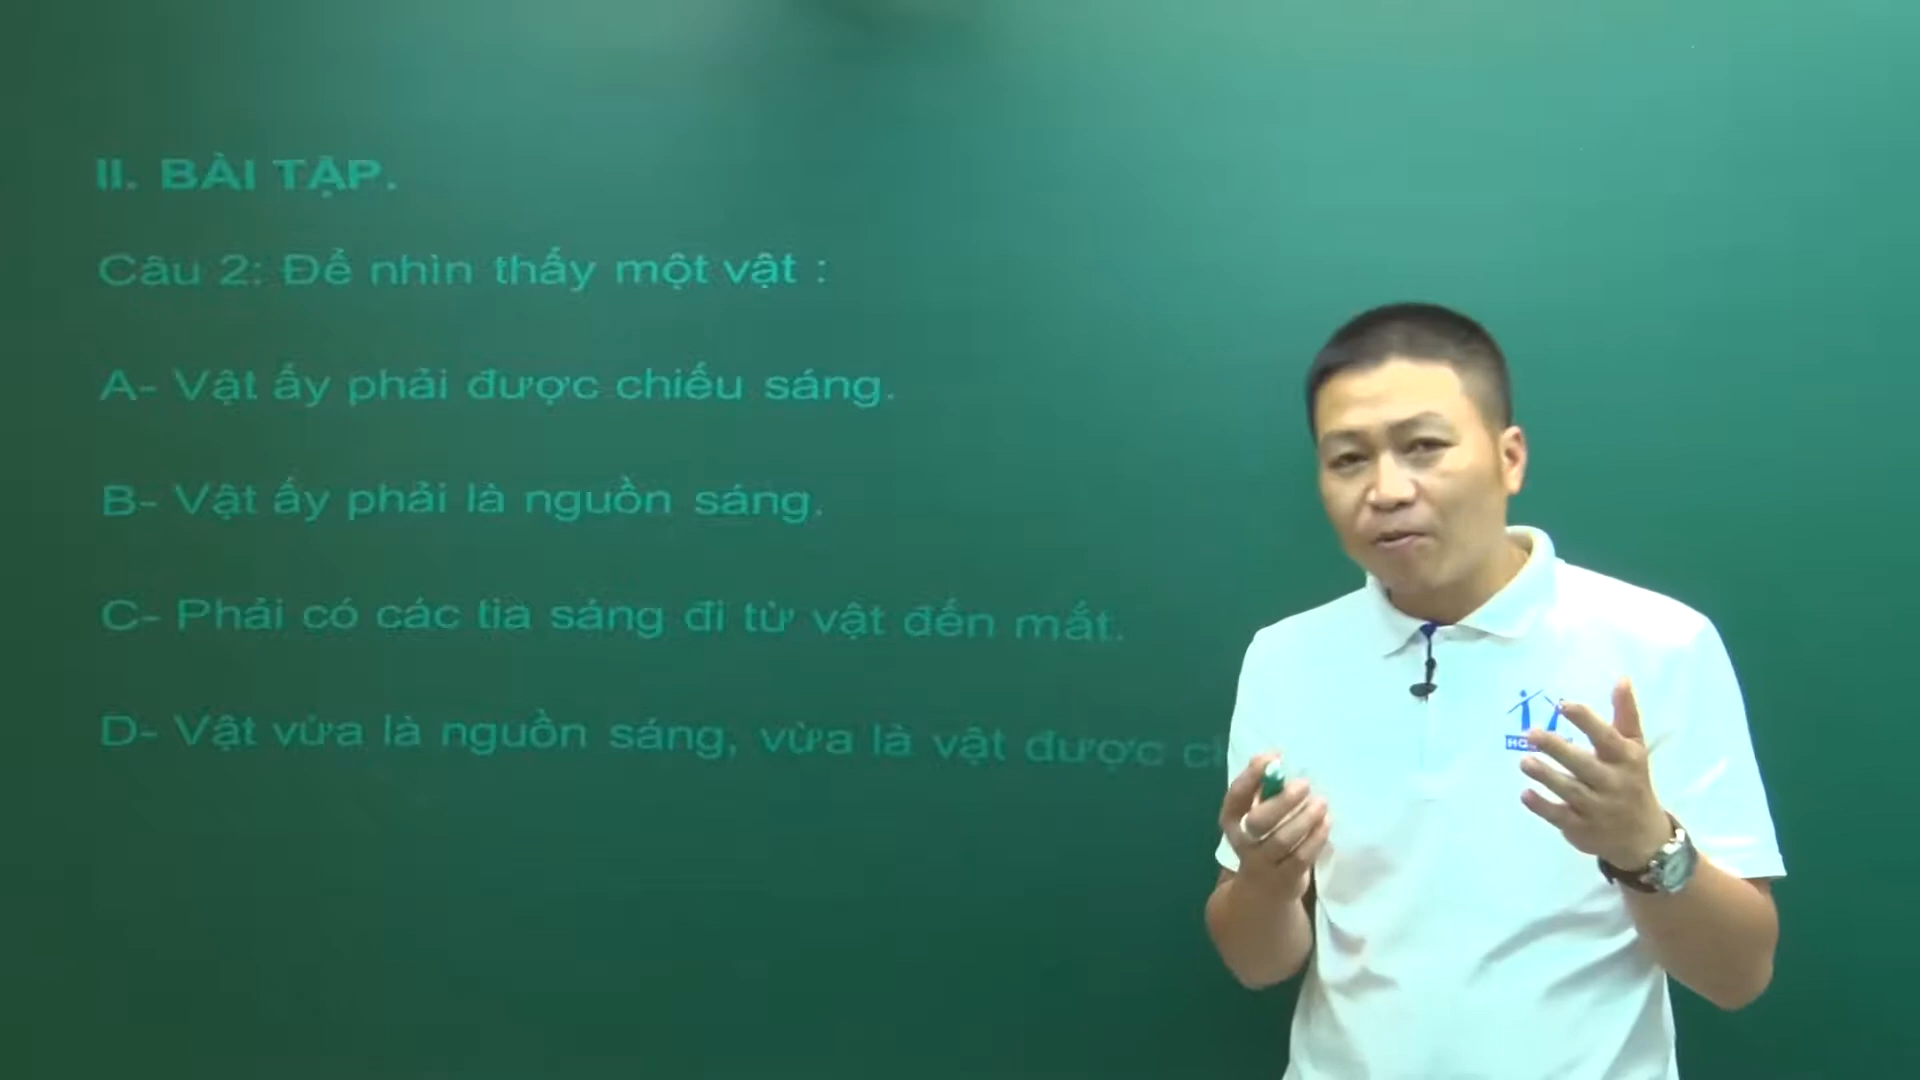 II. BÀI TẬP.
Câu 2: Để nhìn thấy một vật :
A- Vật ấy phải được chiếu sáng.
B- Vật ấy phải là nguồn sáng.
C- Phải có các tia sáng đi từ vật đến mắt.
D- Vật vừa là nguồn sáng, vừa là vật được